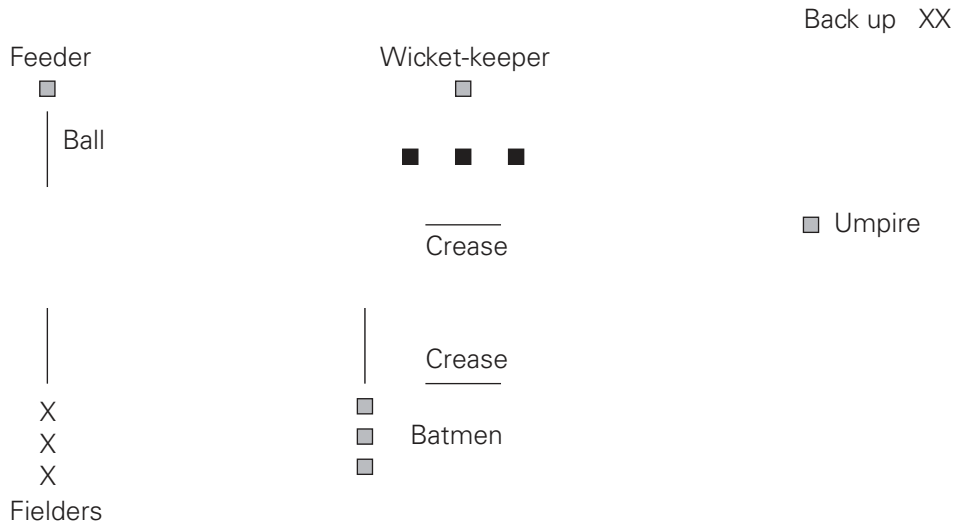 Back up XX
Feeder
Wicket-keeper
Ball
Umpire
Crease
Crease
X
Batmen
X
X
Fielders